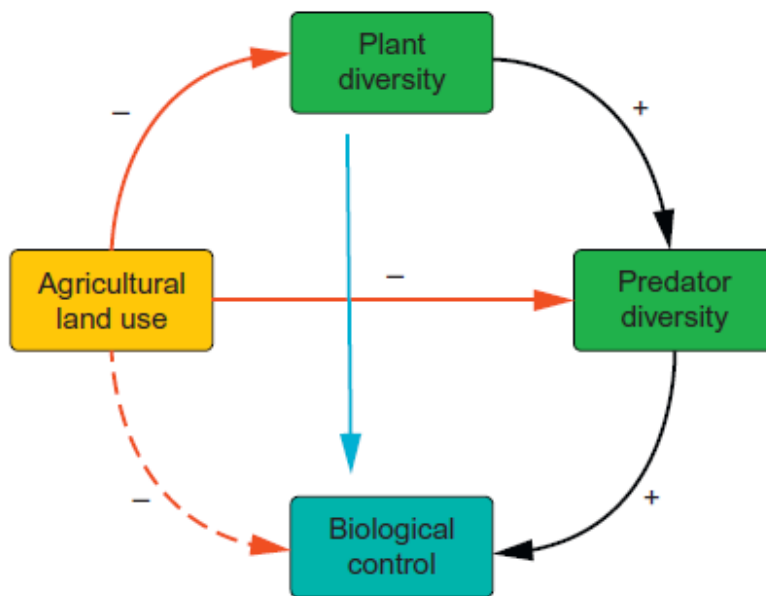 Plant
diversity
–
+
Agricultural
land use
–
Predator
diversity
–
+
Biological
control